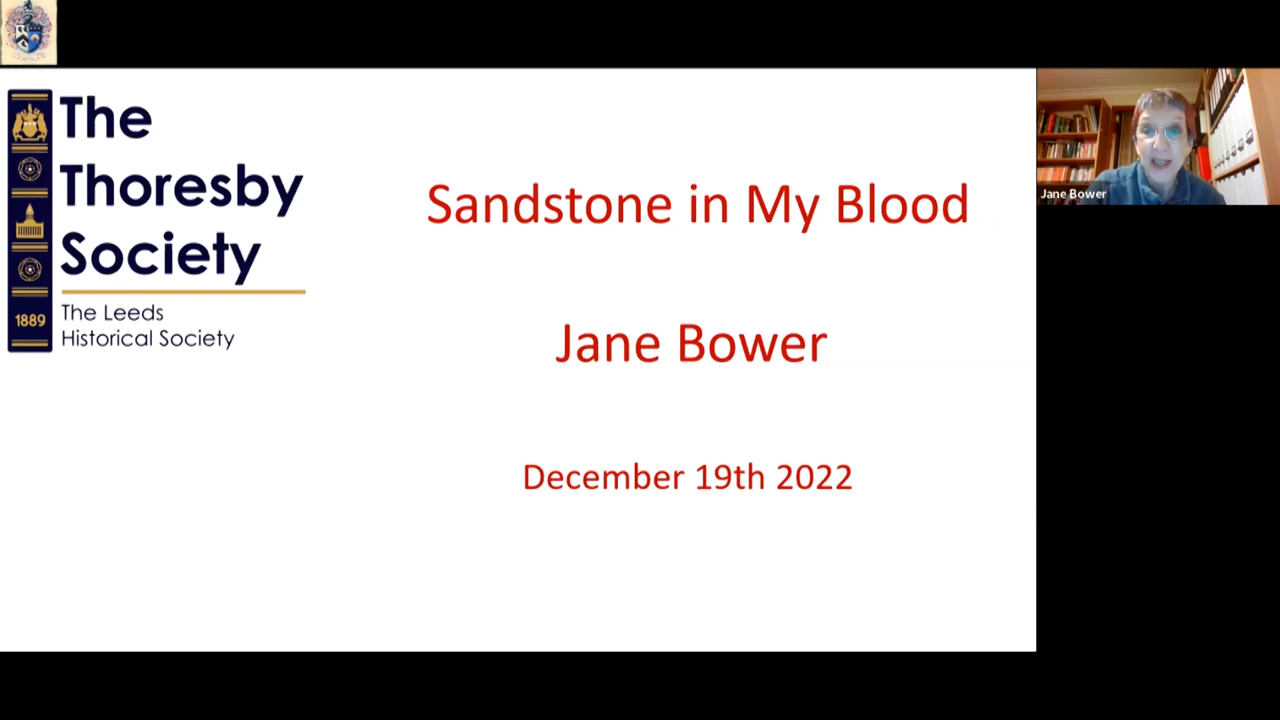 The
Thoresby
Society
The Leeds
Historical Society
1889
Sandstone in My Blood
Jane Bower
December 19th 2022
Jane Bower